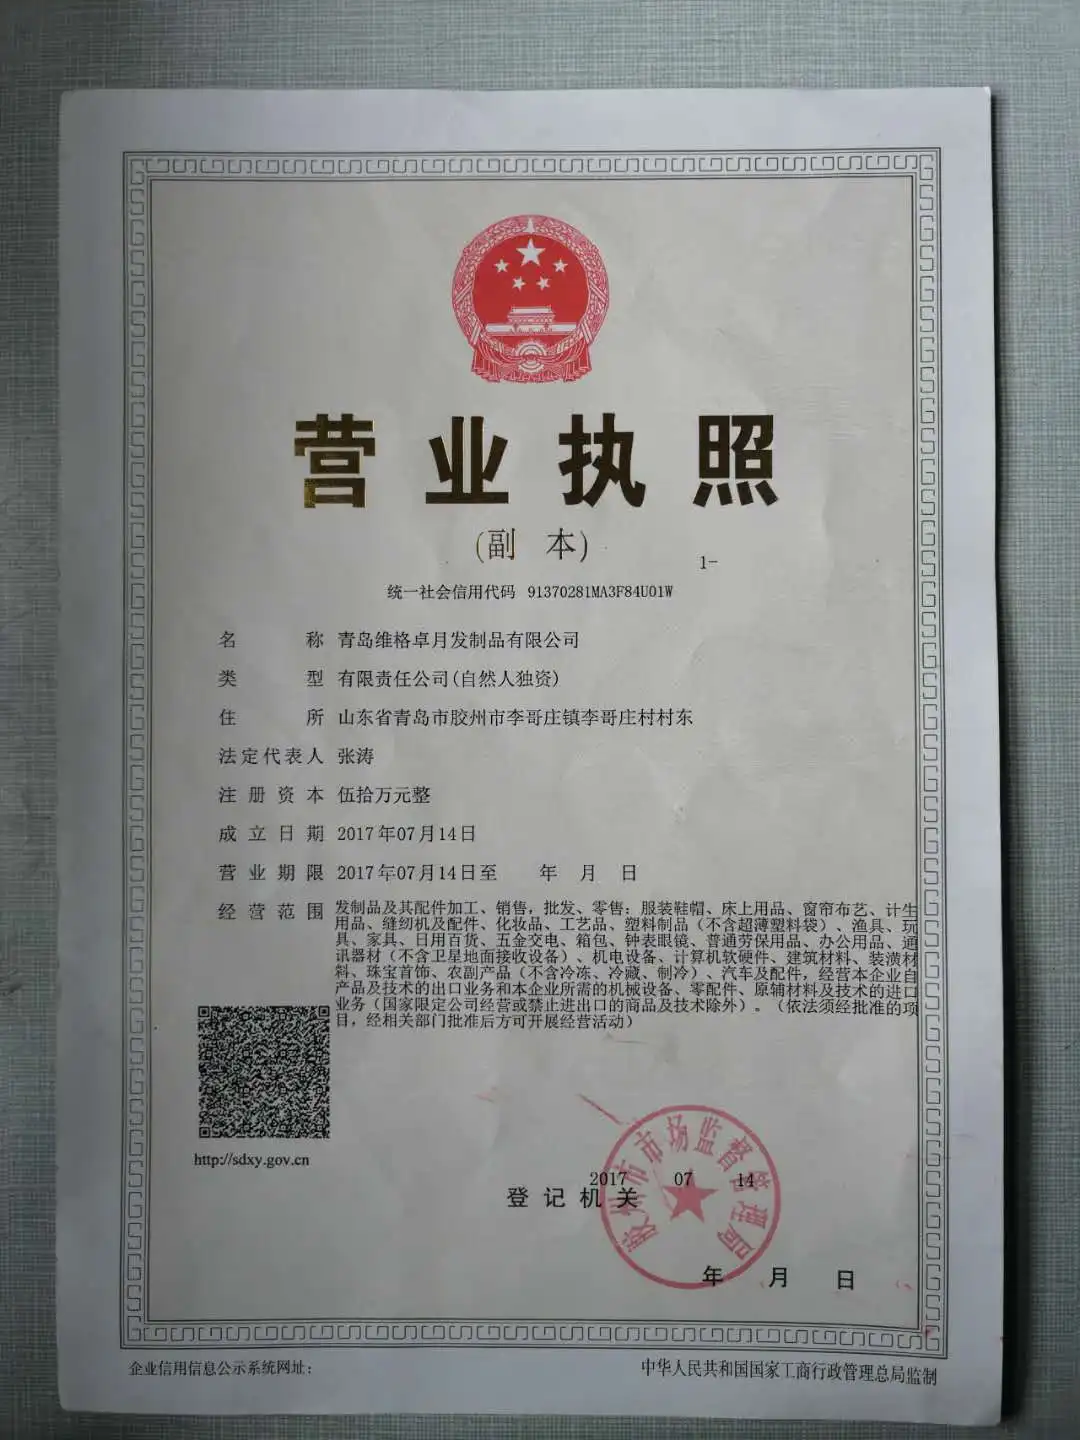 营业执照
(副 本)
1-
统一社会信用代码 91370281MA3F84U01W
名 称 青岛维格卓月发制品有限公司
类 型 有限责任公司(自然人独资)
住 所 山东省青岛市胶州市李哥庄镇李哥庄村村东
法定代表人 张涛
注册资本 伍拾万元整
成立日期 2017年07月14日
营业期限 2017年07月14日至 年 月 日
经营范围 发制品及其配件加工、销售，批发、零售：服装鞋帽、床上用品、窗帘布艺、计生
用品、缝纫机及配件、化妆品、工艺品、塑料制品（不含超薄塑料袋）、渔具、玩
具、家具、日用百货、五金交电、箱包、钟表眼镜、普通劳保用品、办公用品、通
讯器材（不含卫星地面接收设备）、机电设备、计算机软硬件、建筑材料、装潢材
料、珠宝首饰、农副产品（不含冷冻、冷藏、制冷）、汽车及配件，经营本企业自
产品及技术的出口业务和本企业所需的机械设备、零配件、原辅材料及技术的进口
业务（国家限定公司经营或禁止进出口的商品及技术除外）。（依法须经批准的项
目，经相关部门批准后方可开展经营活动）
http://sdxy.gov.cn
胶州市市场监督管理局
2017 07 14
登记机关
年 月 日
企业信用信息公示系统网址：
中华人民共和国国家工商行政管理总局监制